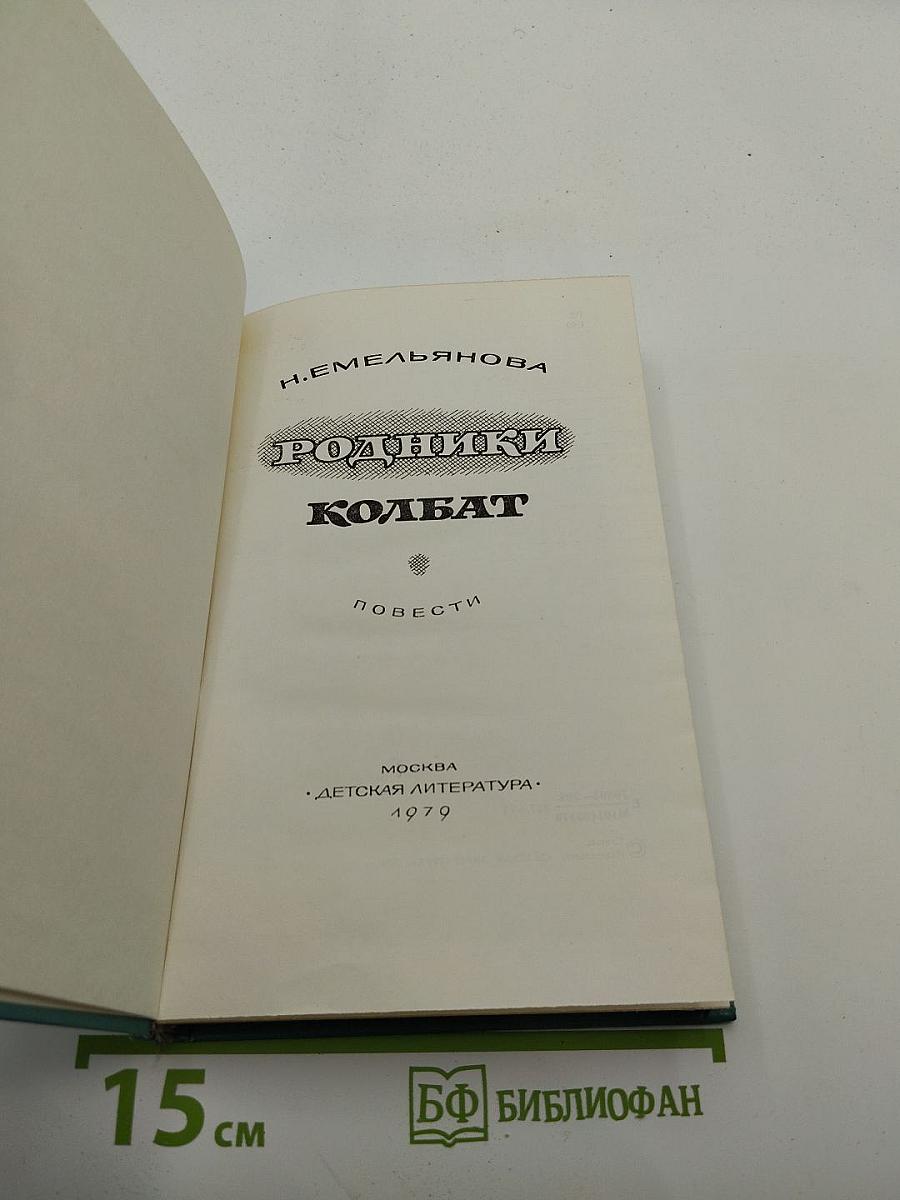 Н.ЕМЕЛЬЯНОВА
РОДНИКИ
КОЛБАТ
ПОВЕСТИ
МОСКВА
·ДЕТСКАЯ ЛИТЕРАТУРА·
1979
15 см
БФ БИБЛИОФАН